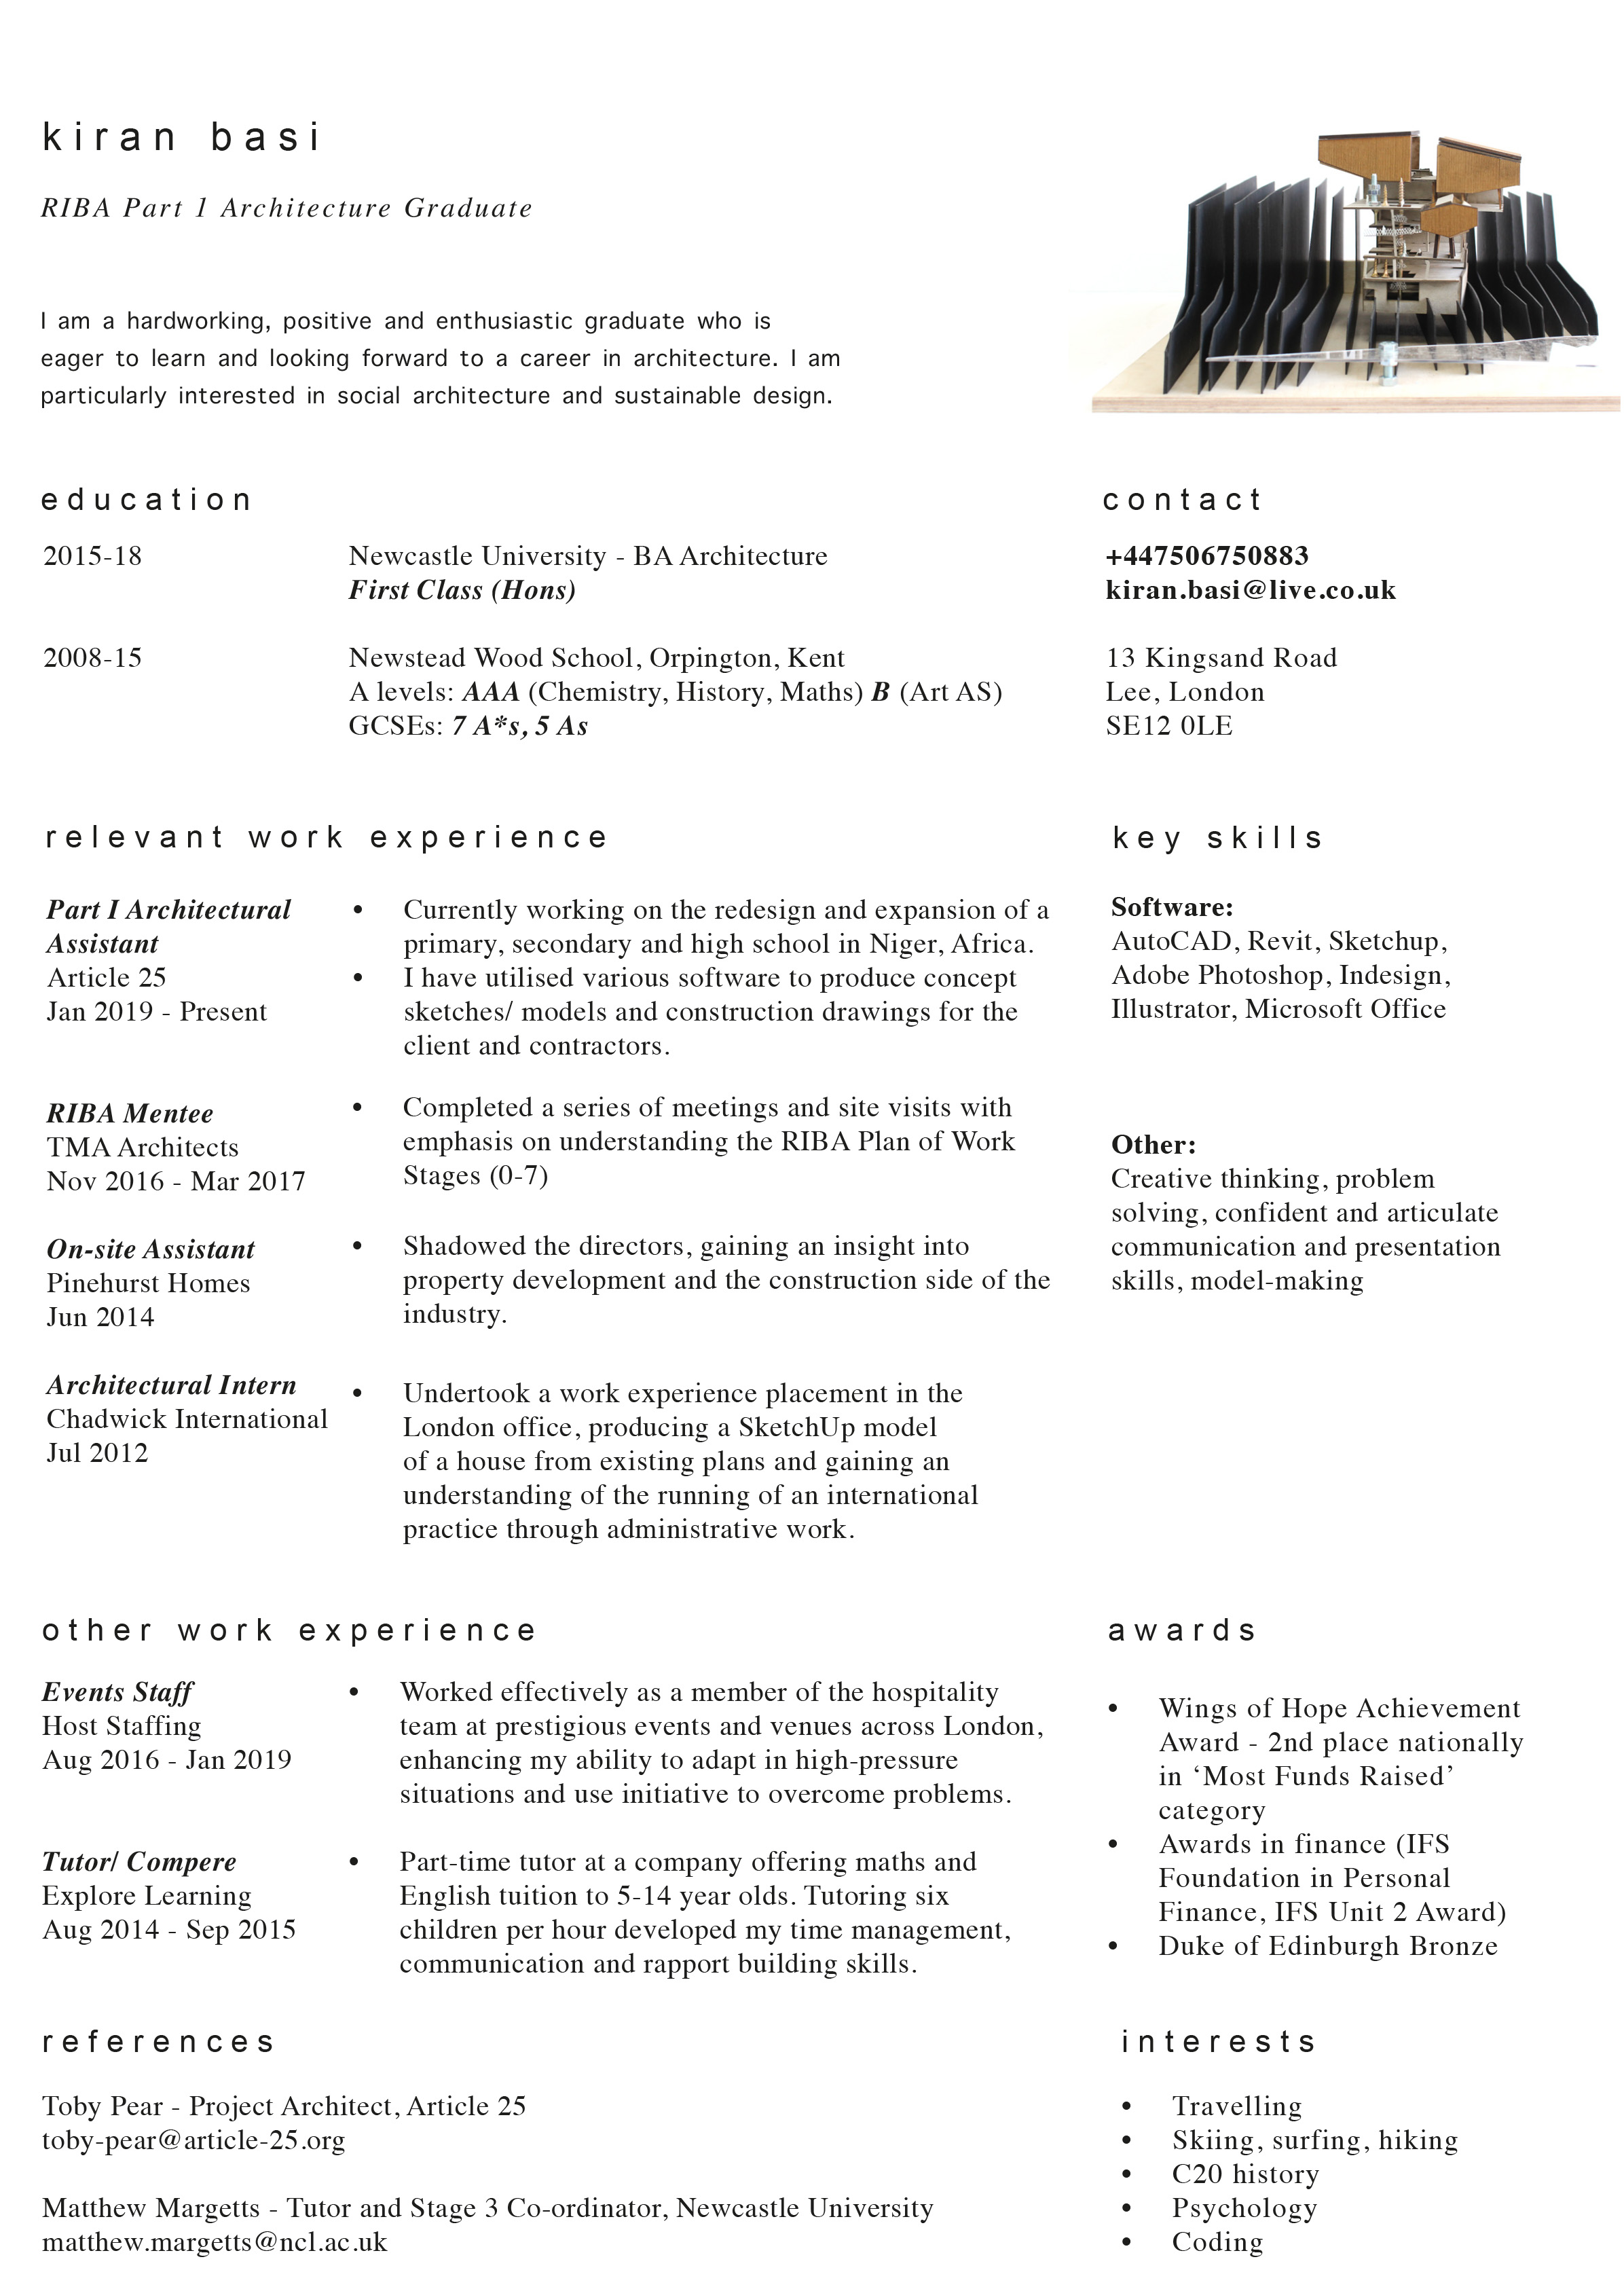 kiran basi
RIBA Part 1 Architecture Graduate
I am a hardworking, positive and enthusiastic graduate who is
eager to learn and looking forward to a career in architecture. I am
particularly interested in social architecture and sustainable design.
education
2015-18
Newcastle University - BA Architecture
First Class (Hons)
2008-15
Newstead Wood School, Orpington, Kent
A levels: AAA (Chemistry, History, Maths) B (Art AS)
GCSEs: 7 A*s, 5 As
contact
+447506750883
kiran.basi@live.co.uk
13 Kingsand Road
Lee, London
SE12 0LE
relevant work experience
Part I Architectural
Assistant
Article 25
Jan 2019 - Present
• Currently working on the redesign and expansion of a
primary, secondary and high school in Niger, Africa.
• I have utilised various software to produce concept
sketches/ models and construction drawings for the
client and contractors.
RIBA Mentee
TMA Architects
Nov 2016 - Mar 2017
• Completed a series of meetings and site visits with
emphasis on understanding the RIBA Plan of Work
Stages (0-7)
On-site Assistant
Pinehurst Homes
Jun 2014
• Shadowed the directors, gaining an insight into
property development and the construction side of the
industry.
Architectural Intern
Chadwick International
Jul 2012
• Undertook a work experience placement in the
London office, producing a SketchUp model
of a house from existing plans and gaining an
understanding of the running of an international
practice through administrative work.
key skills
Software:
AutoCAD, Revit, Sketchup,
Adobe Photoshop, Indesign,
Illustrator, Microsoft Office
Other:
Creative thinking, problem
solving, confident and articulate
communication and presentation
skills, model-making
other work experience
Events Staff
Host Staffing
Aug 2016 - Jan 2019
• Worked effectively as a member of the hospitality
team at prestigious events and venues across London,
enhancing my ability to adapt in high-pressure
situations and use initiative to overcome problems.
Tutor/ Compere
Explore Learning
Aug 2014 - Sep 2015
• Part-time tutor at a company offering maths and
English tuition to 5-14 year olds. Tutoring six
children per hour developed my time management,
communication and rapport building skills.
awards
• Wings of Hope Achievement
Award - 2nd place nationally
in ‘Most Funds Raised’
category
• Awards in finance (IFS
Foundation in Personal
Finance, IFS Unit 2 Award)
• Duke of Edinburgh Bronze
references
Toby Pear - Project Architect, Article 25
toby-pear@article-25.org
Matthew Margetts - Tutor and Stage 3 Co-ordinator, Newcastle University
matthew.margetts@ncl.ac.uk
interests
• Travelling
• Skiing, surfing, hiking
• C20 history
• Psychology
• Coding